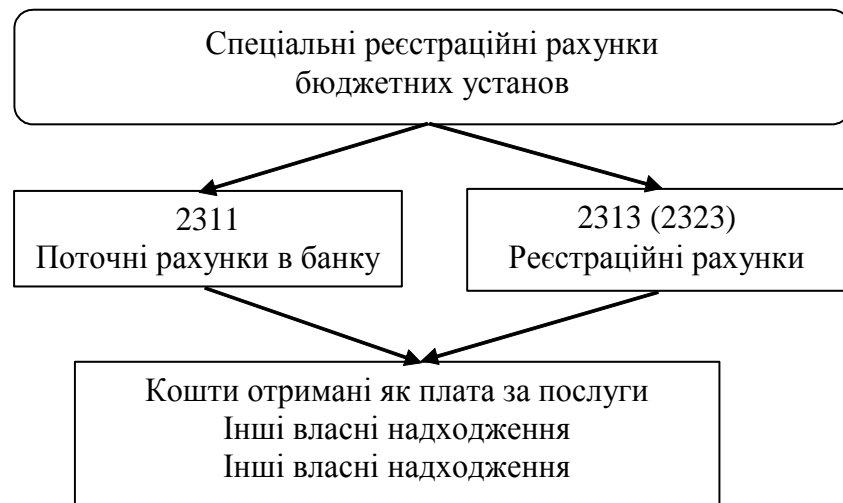 Спеціальні реєстраційні рахунки
бюджетних установ
2311
Поточні рахунки в банку
2313 (2323)
Реєстраційні рахунки
Кошти отримані як плата за послуги
Інші власні надходження
Інші власні надходження